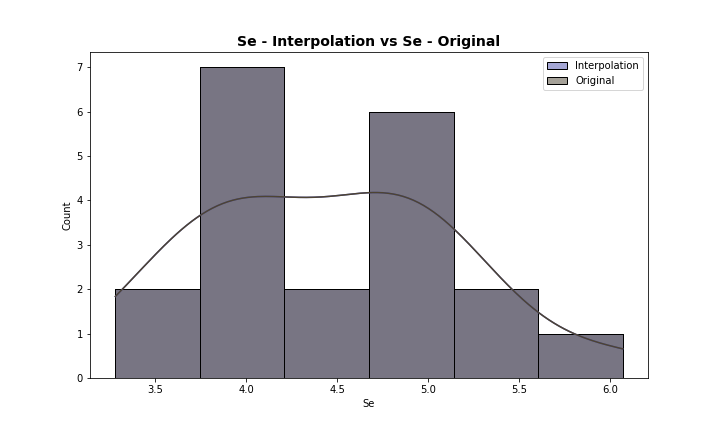 Se - Interpolation vs Se - Original
Interpolation
Original
7
6
5
4
3
2
1
0
Count
3.5 4.0 4.5 5.0 5.5 6.0
Se